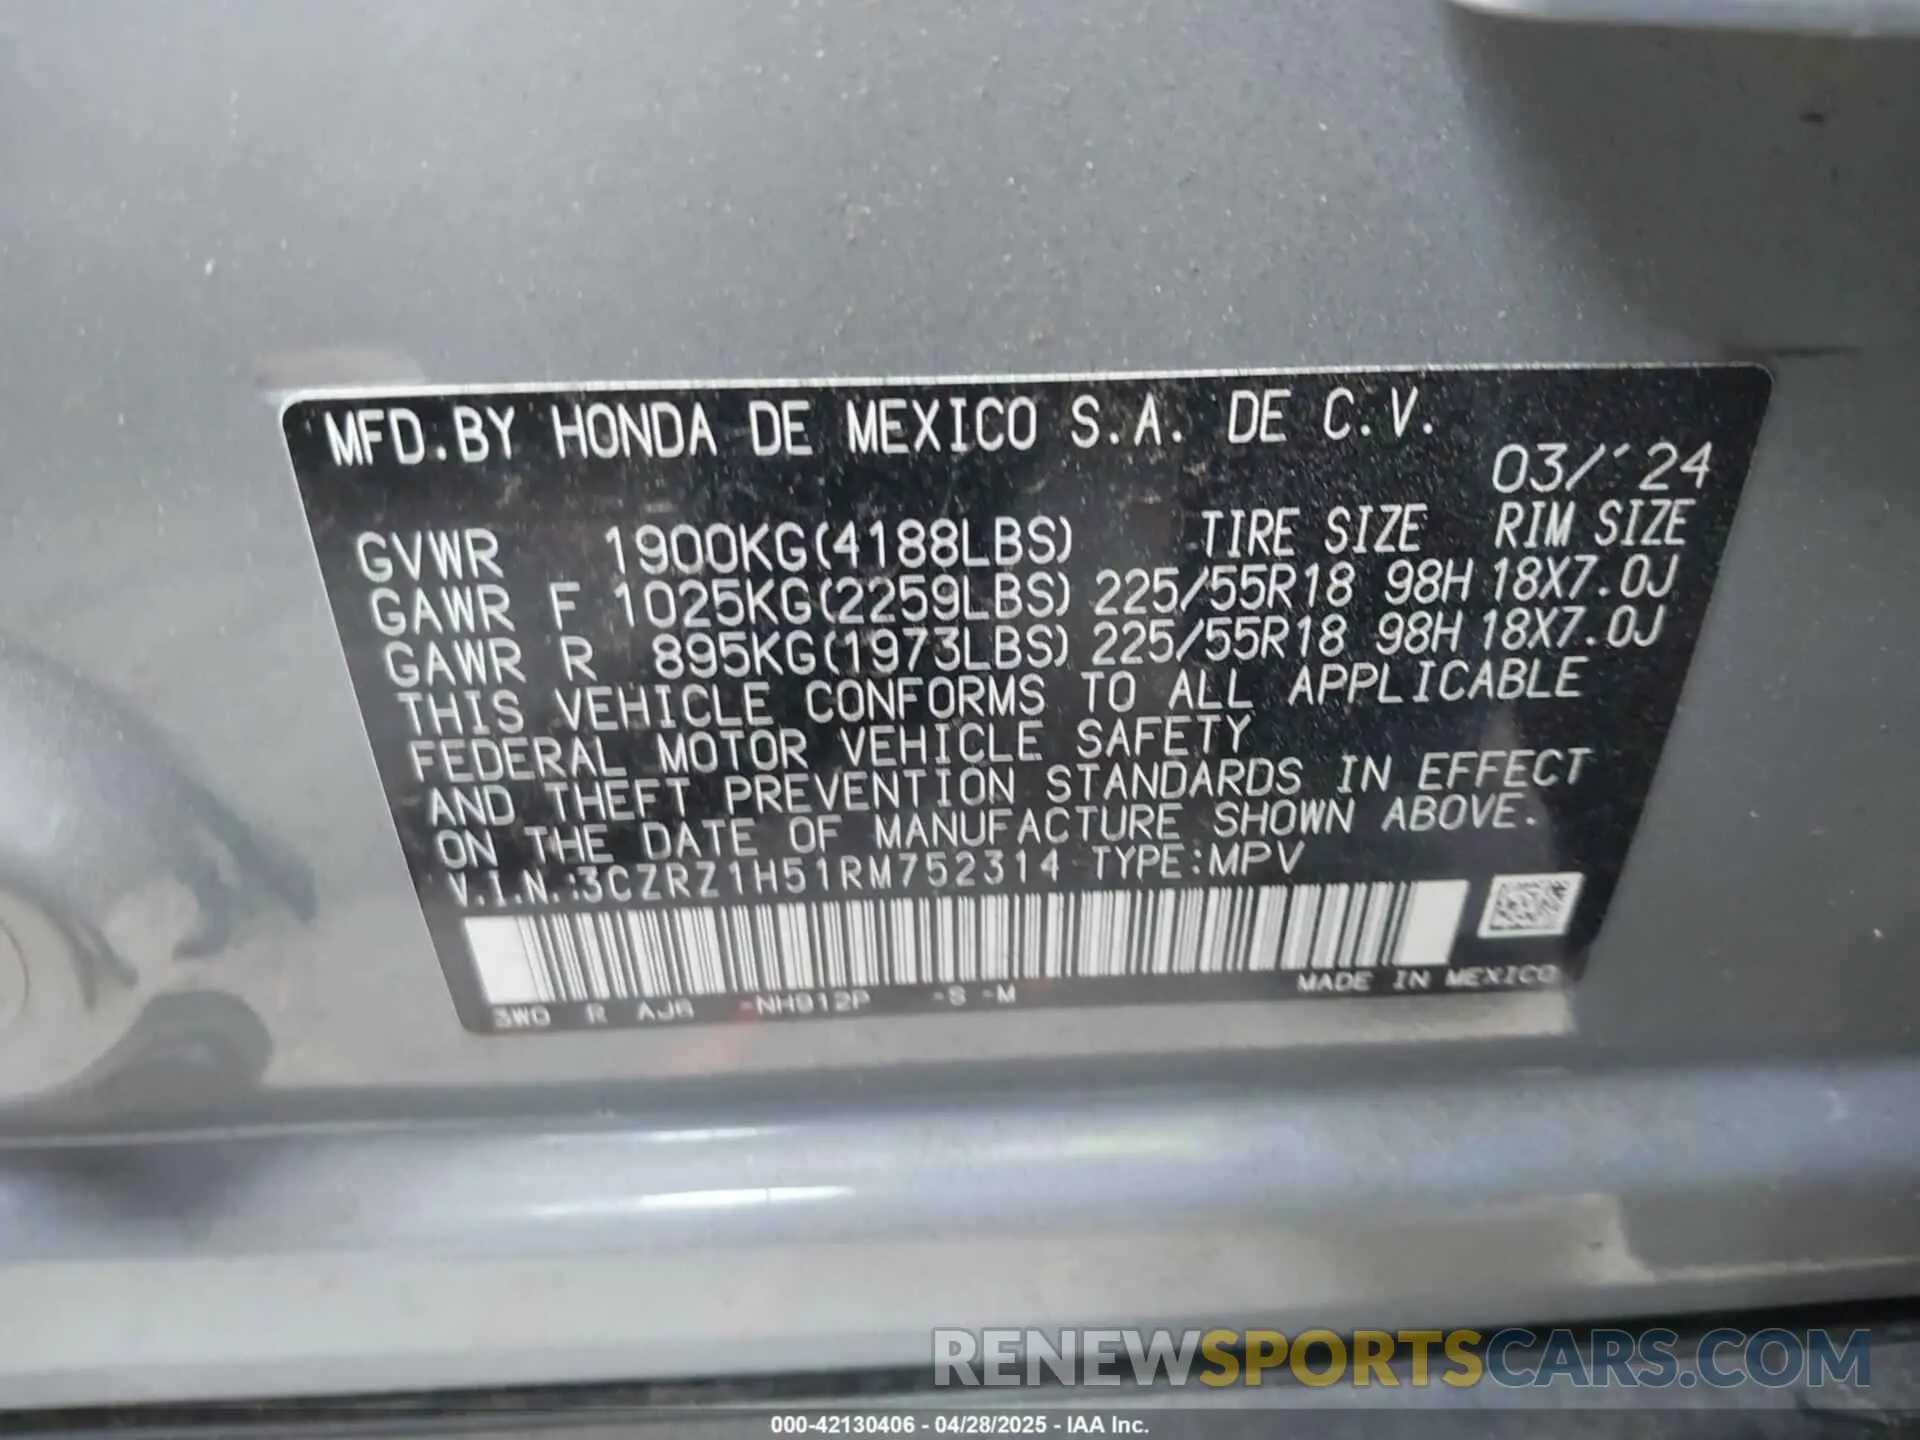 MFD.BY HONDA DE MEXICO S.A. DE C.V.
03/'24
GVWR 1900KG(4188LBS) TIRE SIZE RIM SIZE
GAWR F 1025KG(2259LBS) 225/55R18 98H 18X7.0J
GAWR R 895KG(1973LBS) 225/55R18 98H 18X7.0J
THIS VEHICLE CONFORMS TO ALL APPLICABLE
FEDERAL MOTOR VEHICLE SAFETY
AND THEFT PREVENTION STANDARDS IN EFFECT
ON THE DATE OF MANUFACTURE SHOWN ABOVE.
V.I.N.:3CZRZ1H51RM752314 TYPE:MPV
MADE IN MEXICO
3W0 R AJ6 -NH912P -S -M
RENEWSPORTSCARS.COM
000-42130406 - 04/28/2025 - IAA Inc.